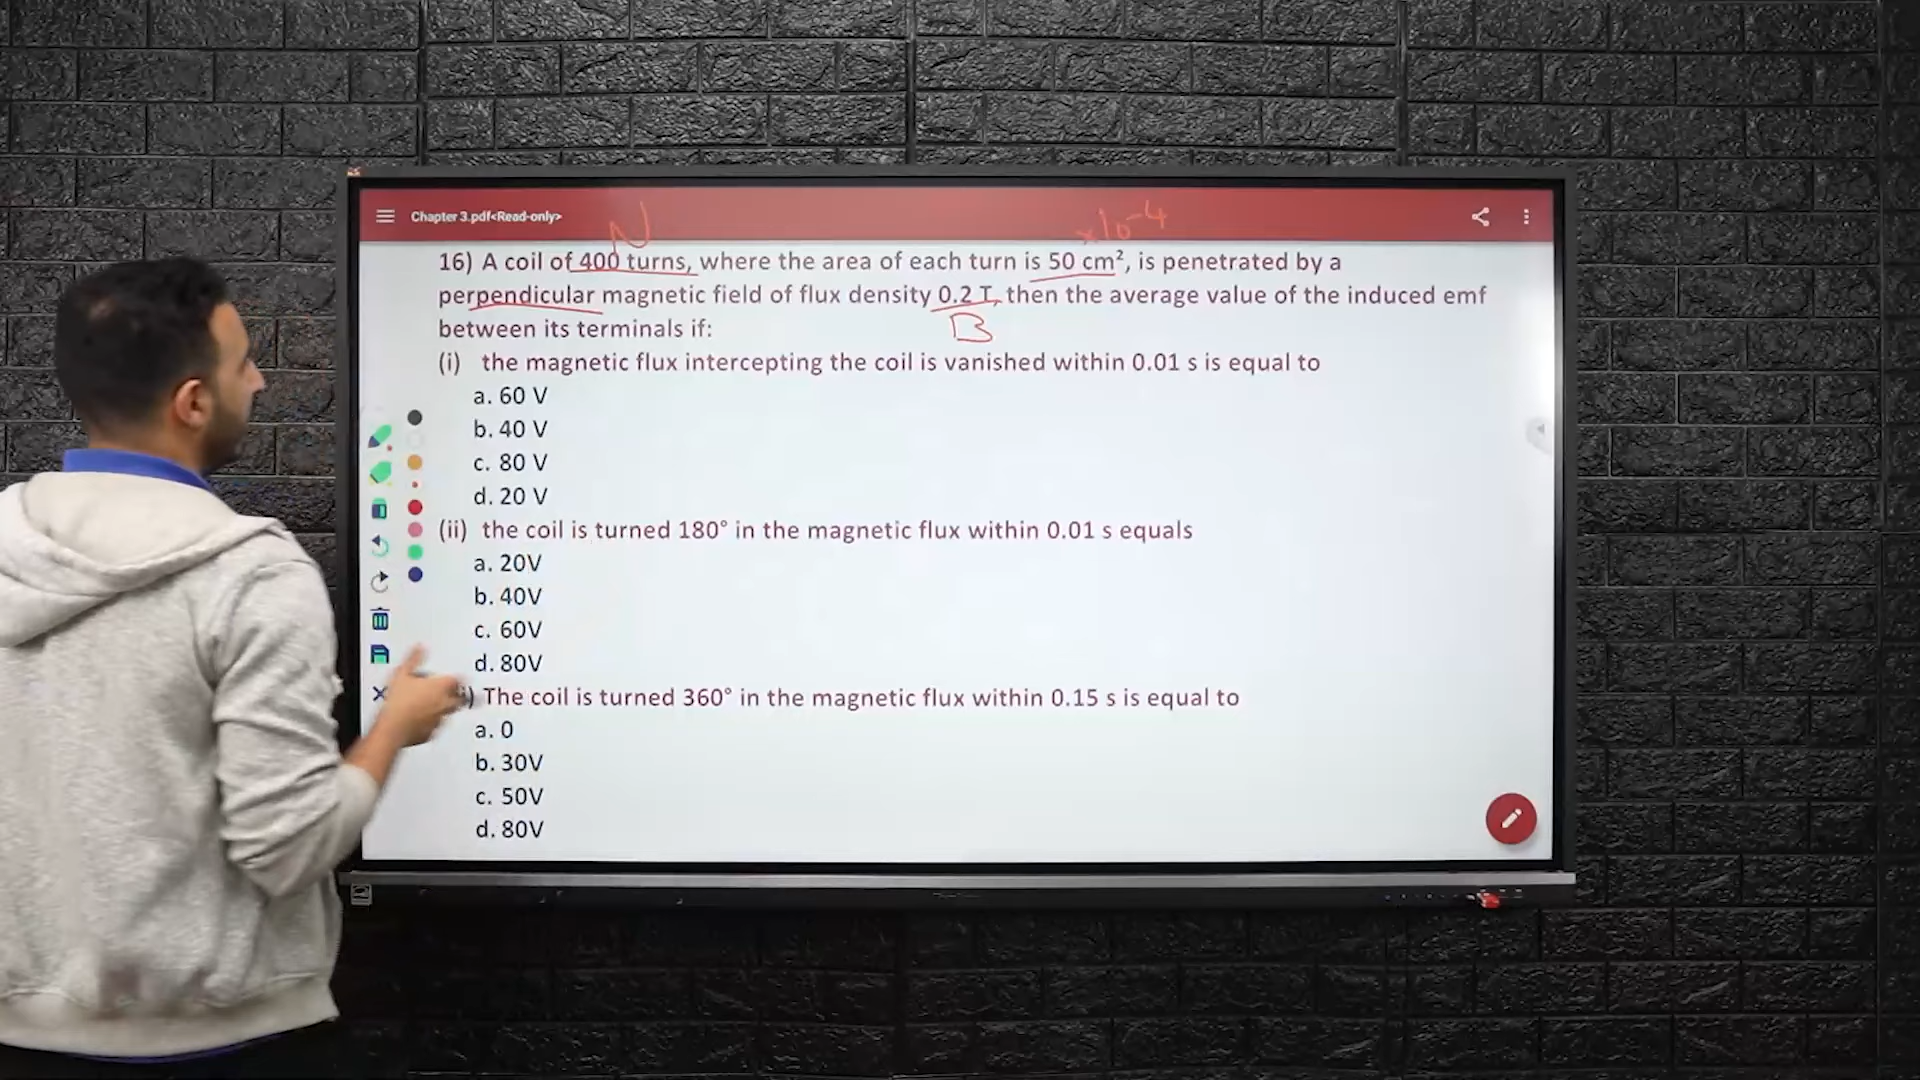 Chapter 3.pdf<Read-only>
N
×10⁻⁴
16) A coil of 400 turns, where the area of each turn is 50 cm², is penetrated by a
perpendicular magnetic field of flux density 0.2 T, then the average value of the induced emf
B
between its terminals if:
(i) the magnetic flux intercepting the coil is vanished within 0.01 s is equal to
a. 60 V
b. 40 V
c. 80 V
d. 20 V
(ii) the coil is turned 180° in the magnetic flux within 0.01 s equals
a. 20V
b. 40V
c. 60V
d. 80V
) The coil is turned 360° in the magnetic flux within 0.15 s is equal to
a. 0
b. 30V
c. 50V
d. 80V